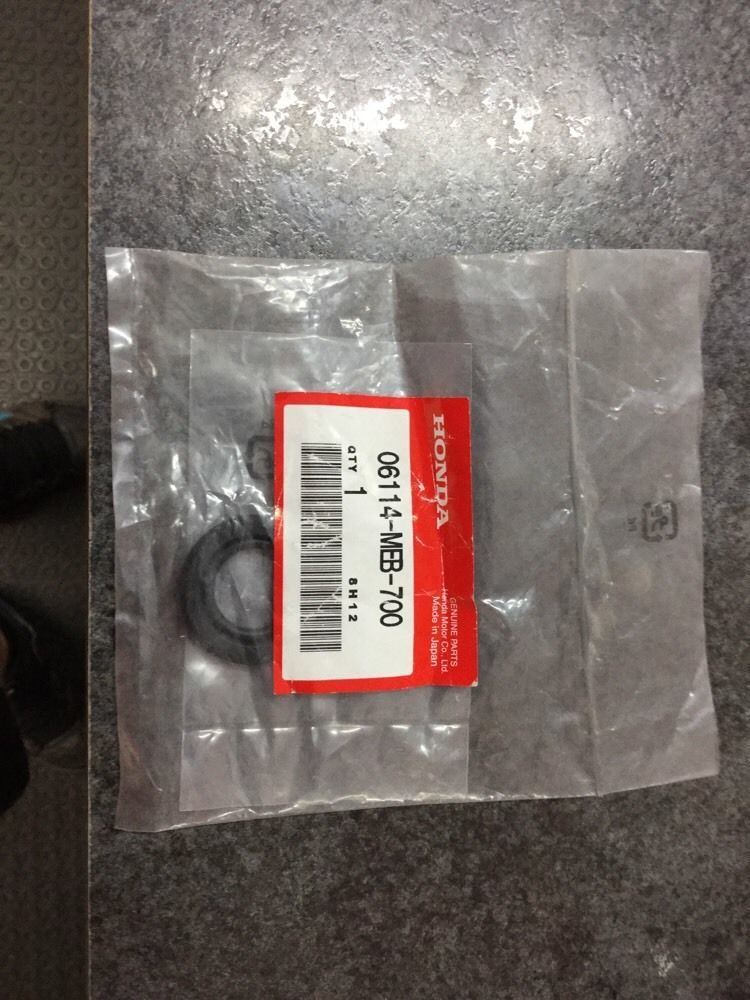 HONDA
GENUINE PARTS
Honda Motor Co., Ltd.
Made in Japan
06114-MEB-700
QTY 1 8H12